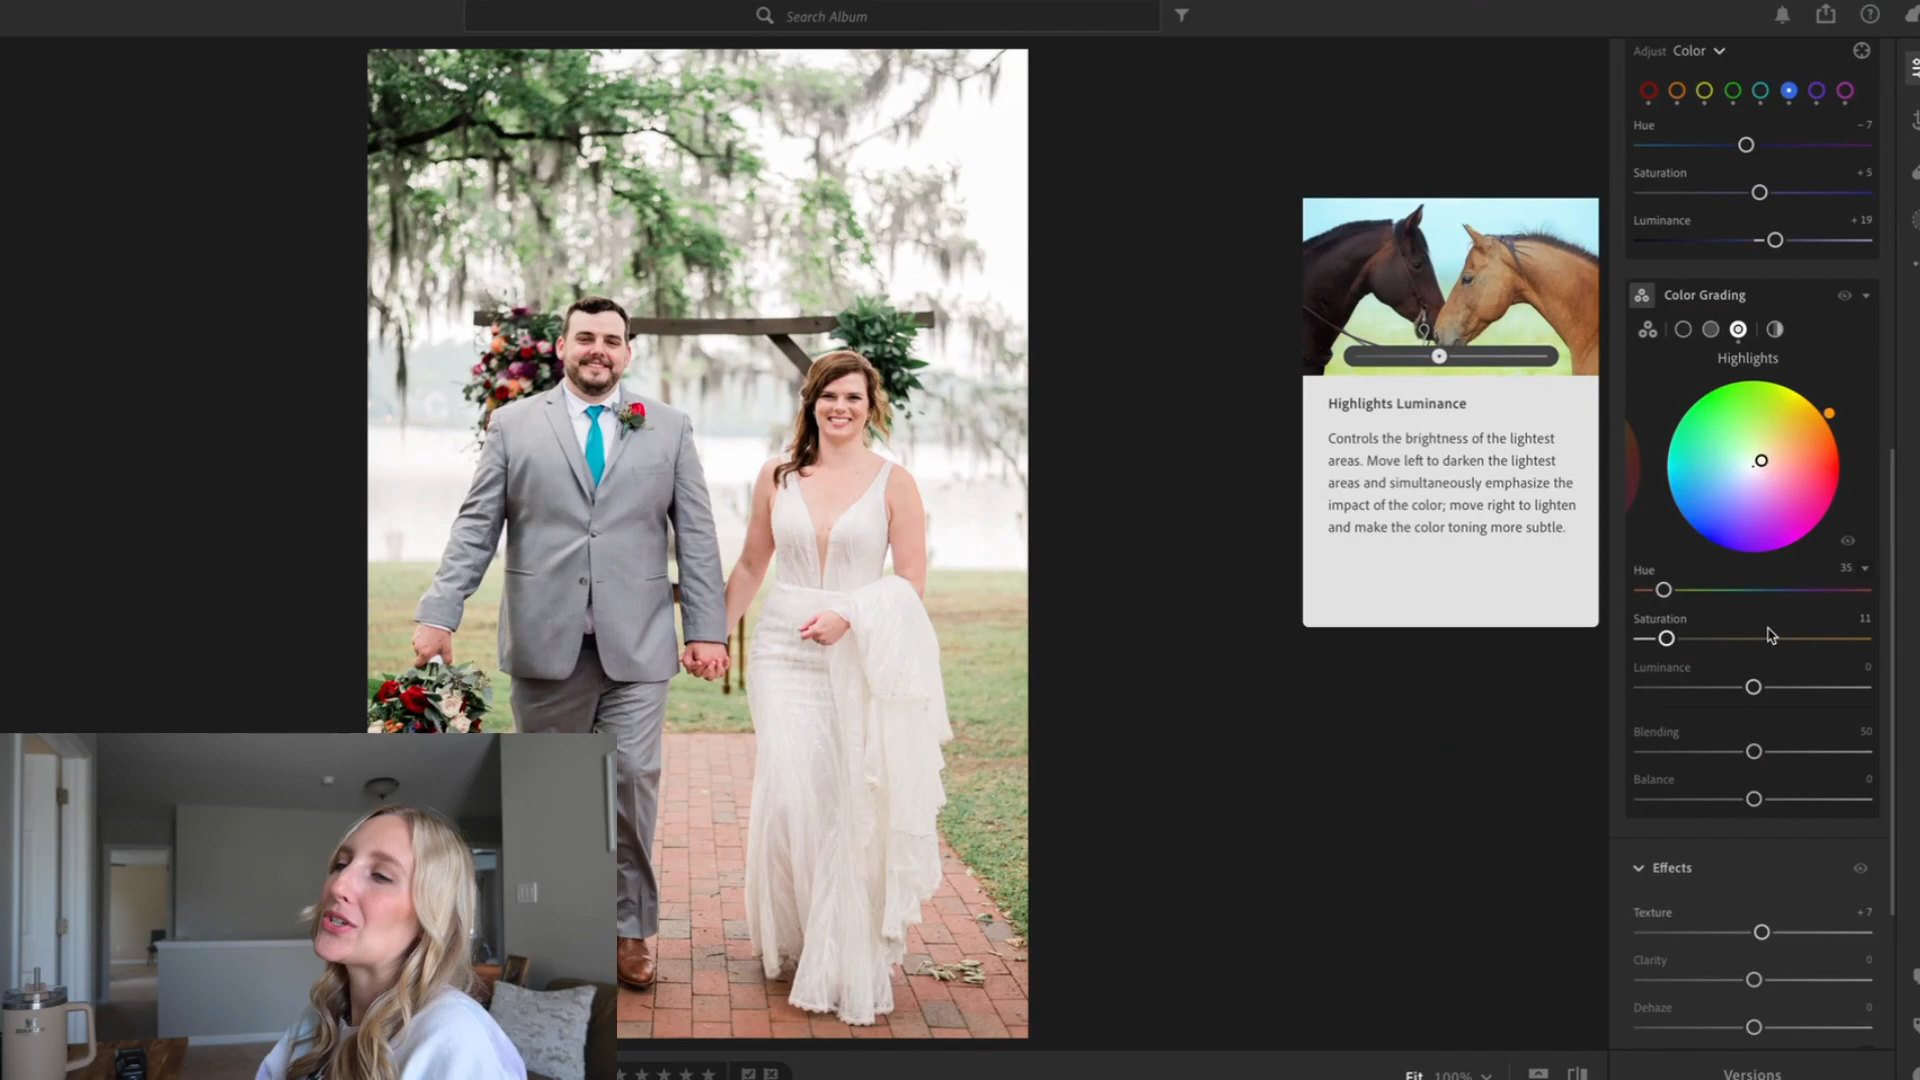 Search Album
Adjust Color
Hue - 7
Saturation + 5
Luminance + 19
Color Grading
Highlights
Highlights Luminance
Controls the brightness of the lightest
areas. Move left to darken the lightest
areas and simultaneously emphasize the
impact of the color; move right to lighten
and make the color toning more subtle.
Hue 35
Saturation 11
Luminance 0
Blending 50
Balance 0
Effects
Texture + 7
Clarity 0
Dehaze 0
Fit 100%
Versions